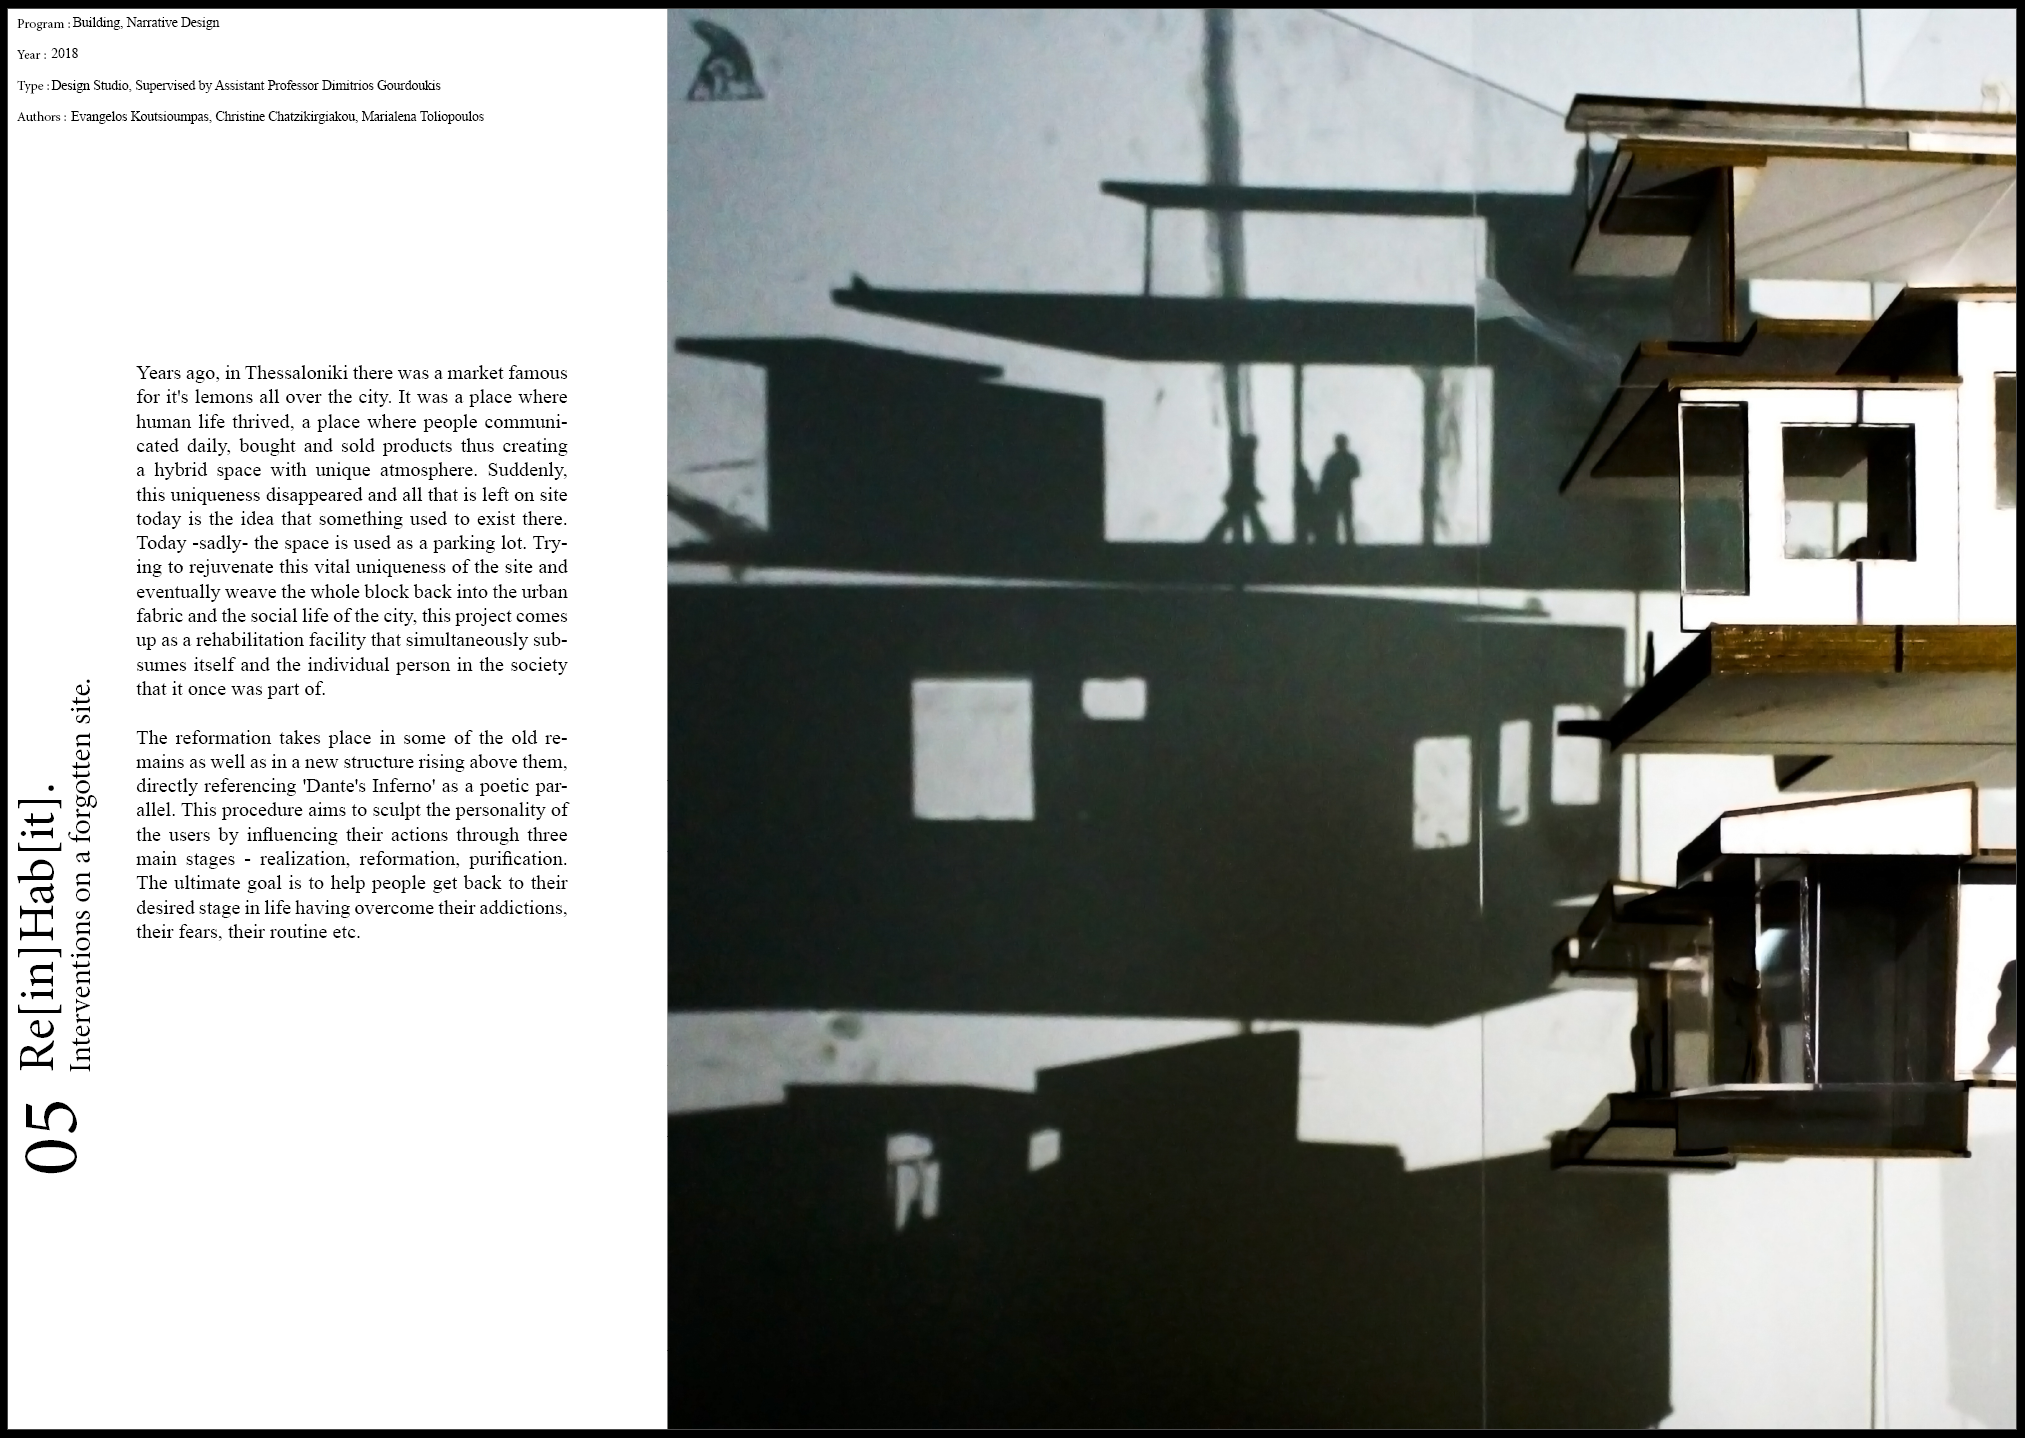 Program : Building, Narrative Design
Year : 2018
Type : Design Studio, Supervised by Assistant Professor Dimitrios Gourdoukis
Authors : Evangelos Koutsioumpas, Christine Chatzikirgiakou, Marialena Toliopoulos
Years ago, in Thessaloniki there was a market famous
for it's lemons all over the city. It was a place where
human life thrived, a place where people communi-
cated daily, bought and sold products thus creating
a hybrid space with unique atmosphere. Suddenly,
this uniqueness disappeared and all that is left on site
today is the idea that something used to exist there.
Today -sadly- the space is used as a parking lot. Try-
ing to rejuvenate this vital uniqueness of the site and
eventually weave the whole block back into the urban
fabric and the social life of the city, this project comes
up as a rehabilitation facility that simultaneously sub-
sumes itself and the individual person in the society
that it once was part of.
The reformation takes place in some of the old re-
mains as well as in a new structure rising above them,
directly referencing 'Dante's Inferno' as a poetic par-
allel. This procedure aims to sculpt the personality of
the users by influencing their actions through three
main stages - realization, reformation, purification.
The ultimate goal is to help people get back to their
desired stage in life having overcome their addictions,
their fears, their routine etc.
05 Re[in]Hab[it].
Interventions on a forgotten site.